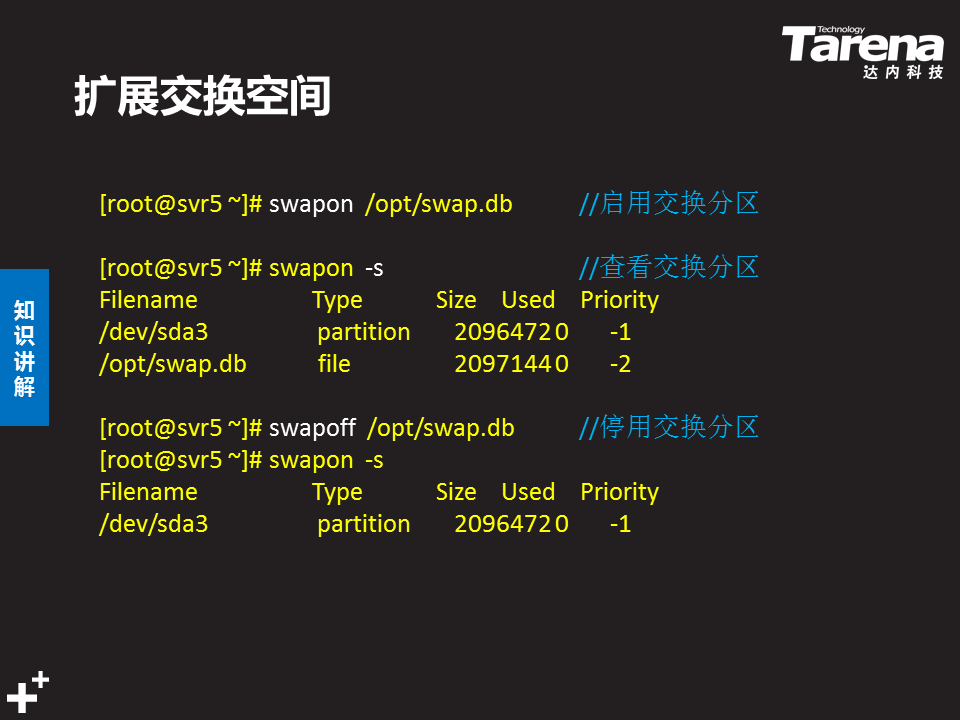 Technology
Tarena
达内科技
扩展交换空间
[root@svr5 ~]# swapon /opt/swap.db //启用交换分区
[root@svr5 ~]# swapon -s //查看交换分区
Filename Type Size Used Priority
/dev/sda3 partition 2096472 0 -1
/opt/swap.db file 2097144 0 -2
知识讲解
[root@svr5 ~]# swapoff /opt/swap.db //停用交换分区
[root@svr5 ~]# swapon -s
Filename Type Size Used Priority
/dev/sda3 partition 2096472 0 -1